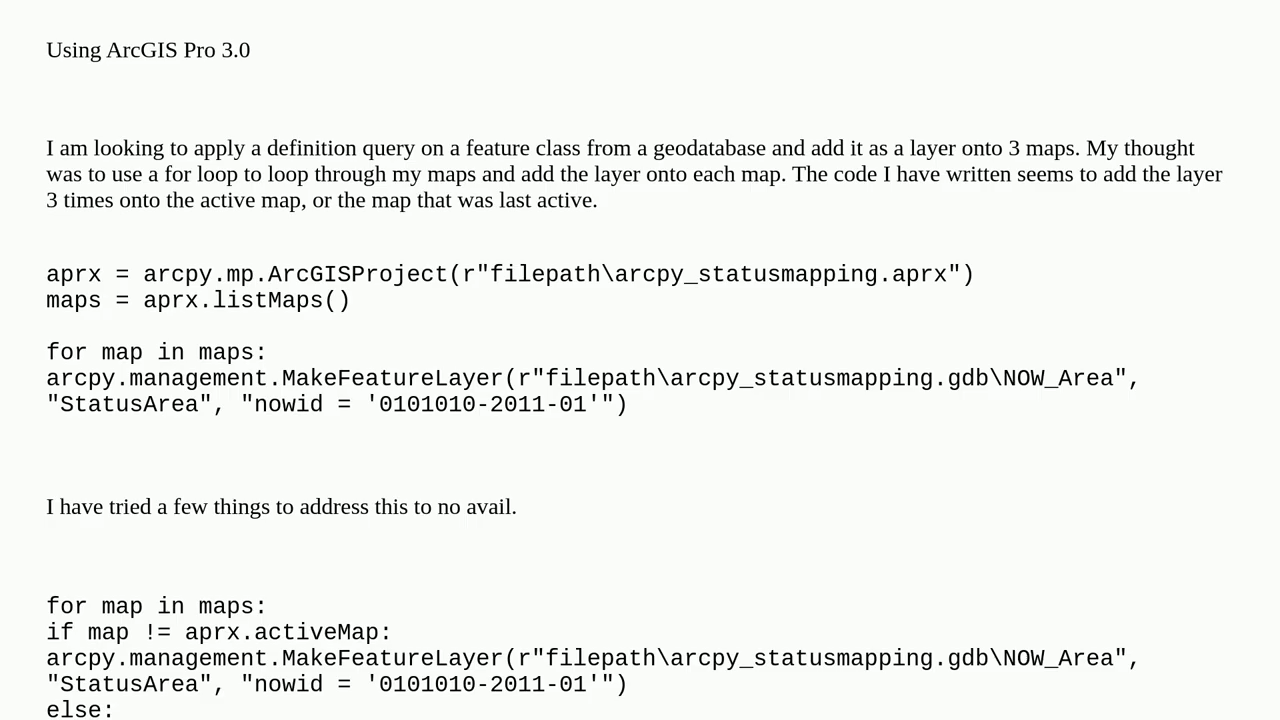 Using ArcGIS Pro 3.0
I am looking to apply a definition query on a feature class from a geodatabase and add it as a layer onto 3 maps. My thought
was to use a for loop to loop through my maps and add the layer onto each map. The code I have written seems to add the layer
3 times onto the active map, or the map that was last active.
aprx = arcpy.mp.ArcGISProject(r"filepath\arcpy_statusmapping.aprx")
maps = aprx.listMaps()
for map in maps:
arcpy.management.MakeFeatureLayer(r"filepath\arcpy_statusmapping.gdb\NOW_Area",
"StatusArea", "nowid = '0101010-2011-01'")
I have tried a few things to address this to no avail.
for map in maps:
if map != aprx.activeMap:
arcpy.management.MakeFeatureLayer(r"filepath\arcpy_statusmapping.gdb\NOW_Area",
"StatusArea", "nowid = '0101010-2011-01'")
else: